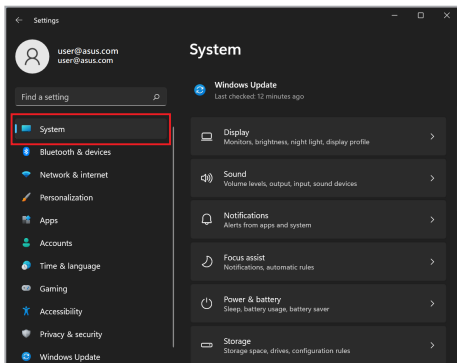 Settings
user@asus.com
user@asus.com
Find a setting
System
Bluetooth & devices
Network & internet
Personalization
Apps
Accounts
Time & language
Gaming
Accessibility
Privacy & security
Windows Update
System
Windows Update
Last checked: 12 minutes ago
Display
Monitors, brightness, night light, display profile
Sound
Volume levels, output, input, sound devices
Notifications
Alerts from apps and system
Focus assist
Notifications, automatic rules
Power & battery
Sleep, battery usage, battery saver
Storage
Storage space, drives, configuration rules